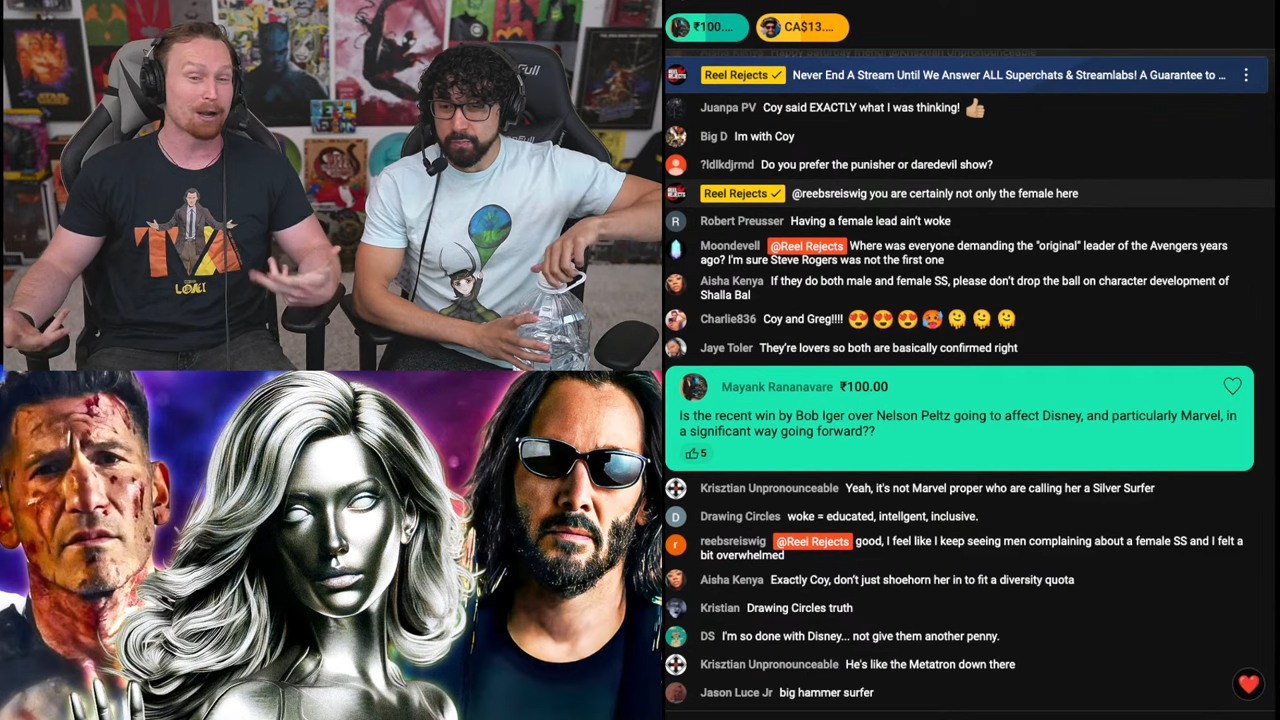 ₹100....
CA$13....
Aisha Kenya Happy saturday friend @Krisztian Unpronounceable
Reel Rejects Never End A Stream Until We Answer ALL Superchats & Streamlabs! A Guarantee to ...
Juanpa PV Coy said EXACTLY what I was thinking! 👍
Big D Im with Coy
?ldlkdjrmd Do you prefer the punisher or daredevil show?
Reel Rejects @reebsreiswig you are certainly not only the female here
Robert Preusser Having a female lead ain't woke
Moondevell @Reel Rejects Where was everyone demanding the "original" leader of the Avengers years
ago? I'm sure Steve Rogers was not the first one
Aisha Kenya If they do both male and female SS, please don't drop the ball on character development of
Shalla Bal
Charlie836 Coy and Greg!!!! 😍😍😍🥵🫠🫠🫠
Jaye Toler They're lovers so both are basically confirmed right
Mayank Rananavare ₹100.00
Is the recent win by Bob Iger over Nelson Peltz going to affect Disney, and particularly Marvel, in
a significant way going forward??
5
Krisztian Unpronounceable Yeah, it's not Marvel proper who are calling her a Silver Surfer
Drawing Circles woke = educated, intellgent, inclusive.
reebsreiswig @Reel Rejects good, I feel like I keep seeing men complaining about a female SS and I felt a
bit overwhelmed
Aisha Kenya Exactly Coy, don't just shoehorn her in to fit a diversity quota
Kristian Drawing Circles truth
DS I'm so done with Disney... not give them another penny.
Krisztian Unpronounceable He's like the Metatron down there
Jason Luce Jr big hammer surfer
TVA
LOKI